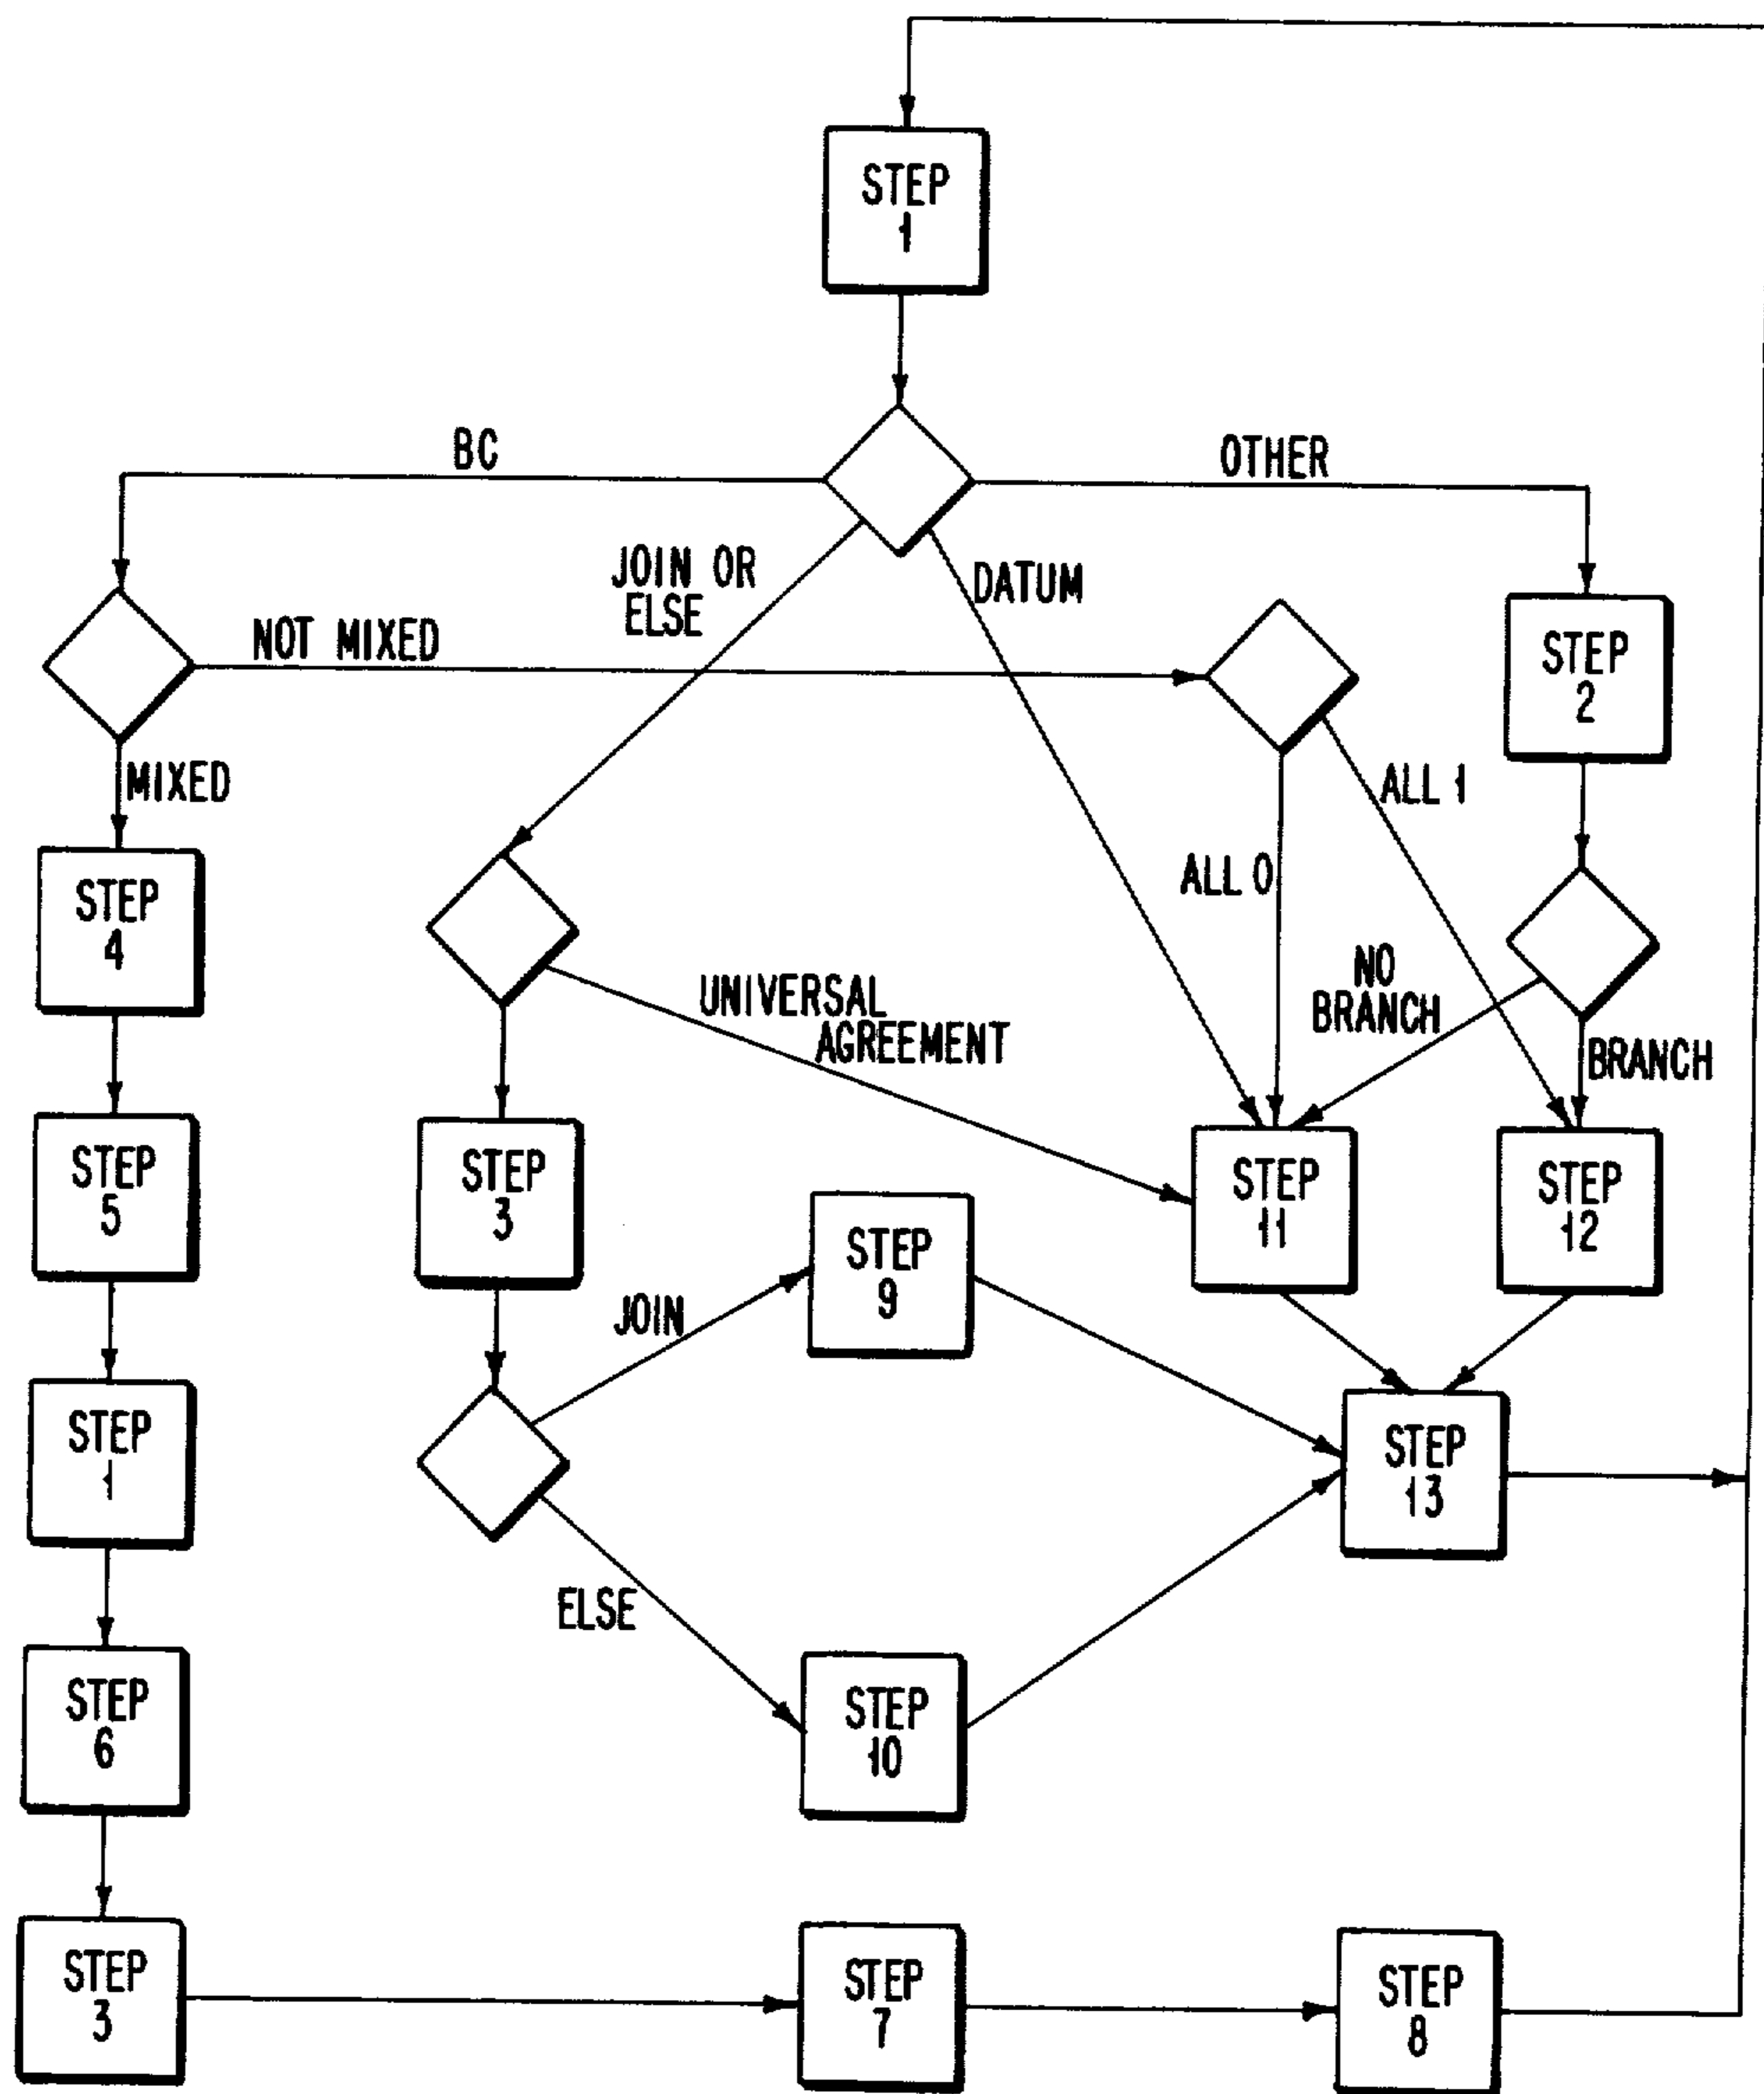 STEP
1
BC
OTHER
JOIN OR
ELSE
DATUM
NOT MIXED
STEP
2
MIXED
ALL 1
STEP
4
ALL 0
UNIVERSAL
AGREEMENT
NO
BRANCH
BRANCH
STEP
5
STEP
3
STEP
11
STEP
12
STEP
9
JOIN
STEP
1
STEP
13
ELSE
STEP
6
STEP
10
STEP
3
STEP
7
STEP
8